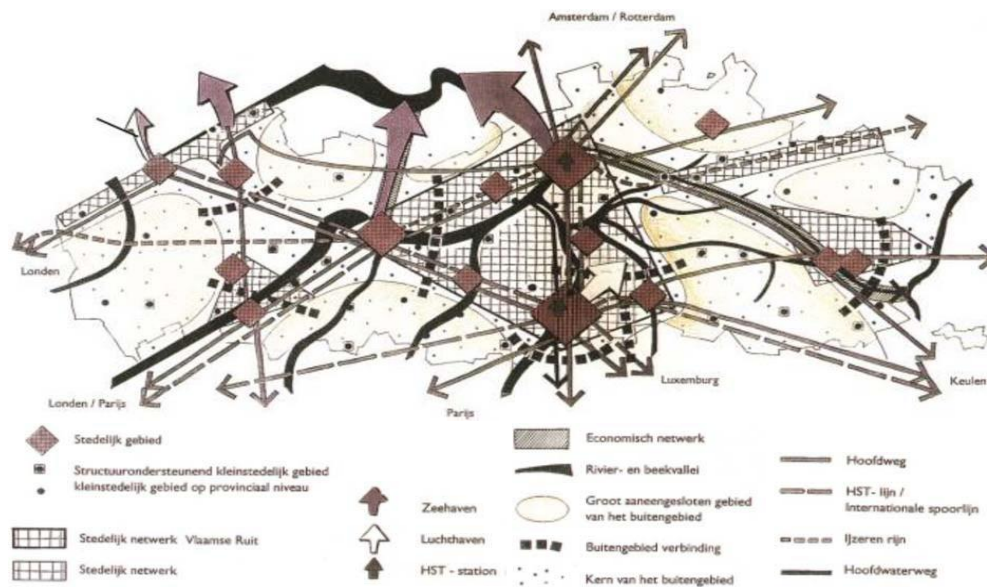 Amsterdam / Rotterdam
Londen
Londen / Parijs
Parijs
Luxemburg
Keulen
Stedelijk gebied
Structuurondersteunend kleinstedelijk gebied
kleinstedelijk gebied op provinciaal niveau
Stedelijk netwerk Vlaamse Ruit
Stedelijk netwerk
Zeehaven
Luchthaven
HST - station
Economisch netwerk
Rivier- en beekvallei
Groot aaneengesloten gebied
van het buitengebied
Buitengebied verbinding
Kern van het buitengebied
Hoofdweg
HST- lijn /
Internationale spoorlijn
IJzeren rijn
Hoofdwaterweg